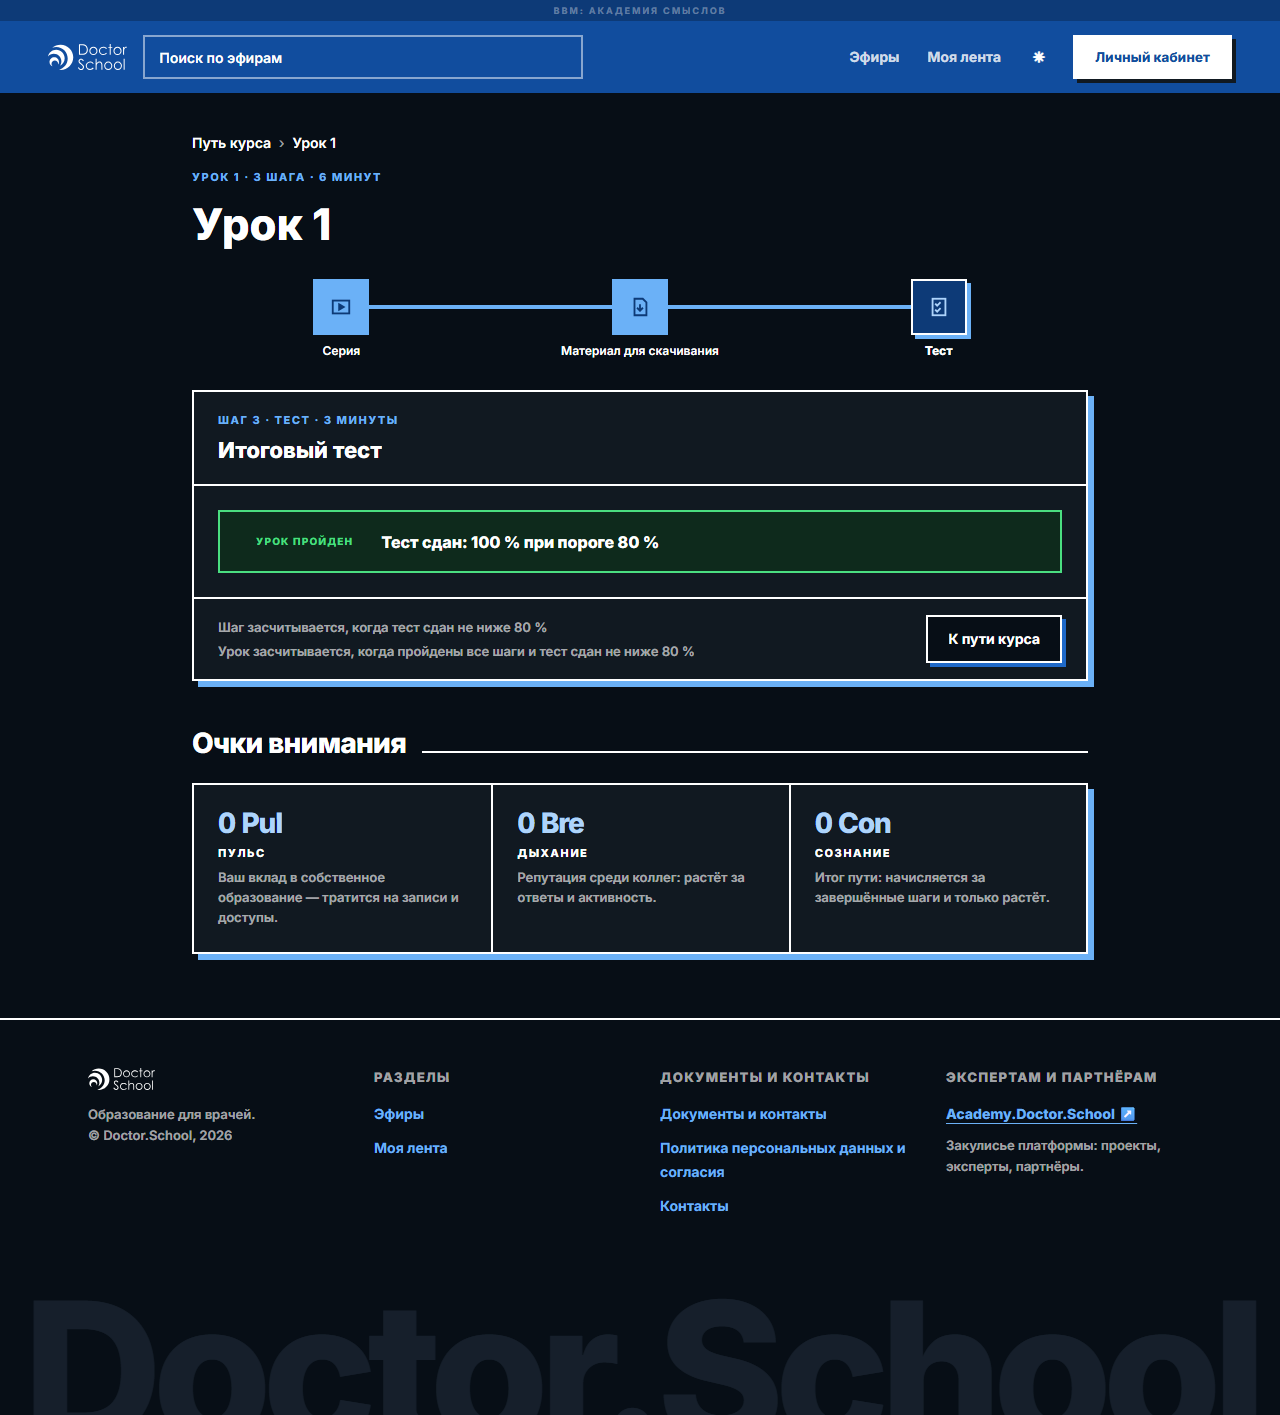 ВВМ: АКАДЕМИЯ СМЫСЛОВ
Doctor
School
Поиск по эфирам
Эфиры
Моя лента
Личный кабинет
Путь курса › Урок 1
УРОК 1 · 3 ШАГА · 6 МИНУТ
Урок 1
Серия
Материал для скачивания
Тест
ШАГ 3 · ТЕСТ · 3 МИНУТЫ
Итоговый тест
УРОК ПРОЙДЕН
Тест сдан: 100 % при пороге 80 %
Шаг засчитывается, когда тест сдан не ниже 80 %
Урок засчитывается, когда пройдены все шаги и тест сдан не ниже 80 %
К пути курса
Очки внимания
0 Pul
ПУЛЬС
Ваш вклад в собственное
образование — тратится на записи и
доступы.
0 Bre
ДЫХАНИЕ
Репутация среди коллег: растёт за
ответы и активность.
0 Con
СОЗНАНИЕ
Итог пути: начисляется за
завершённые шаги и только растёт.
Doctor
School
Образование для врачей.
© Doctor.School, 2026
РАЗДЕЛЫ
Эфиры
Моя лента
ДОКУМЕНТЫ И КОНТАКТЫ
Документы и контакты
Политика персональных данных и
согласия
Контакты
ЭКСПЕРТАМ И ПАРТНЁРАМ
Academy.Doctor.School
Закулисье платформы: проекты,
эксперты, партнёры.
Doctor.School